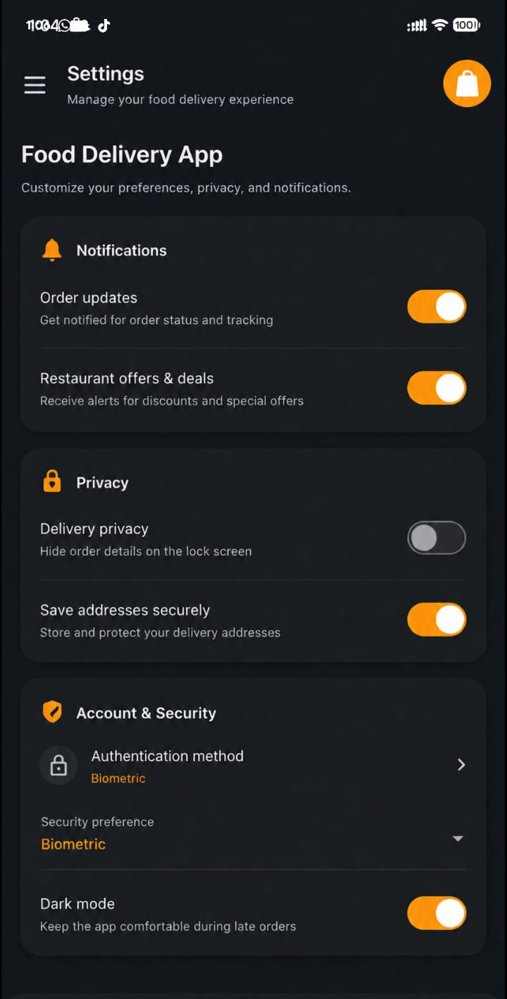 100
Settings
Manage your food delivery experience
Food Delivery App
Customize your preferences, privacy, and notifications.
Notifications
Order updates
Get notified for order status and tracking
Restaurant offers & deals
Receive alerts for discounts and special offers
Privacy
Delivery privacy
Hide order details on the lock screen
Save addresses securely
Store and protect your delivery addresses
Account & Security
Authentication method
Biometric
Security preference
Biometric
Dark mode
Keep the app comfortable during late orders